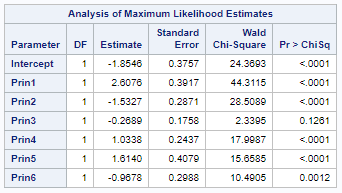 Analysis of Maximum Likelihood Estimates
Parameter DF Estimate Standard Error Wald Chi-Square Pr > ChiSq
Intercept 1 -1.8546 0.3757 24.3693 <.0001
Prin1 1 2.6076 0.3917 44.3115 <.0001
Prin2 1 -1.5327 0.2871 28.5089 <.0001
Prin3 1 -0.2689 0.1758 2.3395 0.1261
Prin4 1 1.0338 0.2437 17.9987 <.0001
Prin5 1 1.6140 0.4079 15.6585 <.0001
Prin6 1 -0.9678 0.2988 10.4905 0.0012